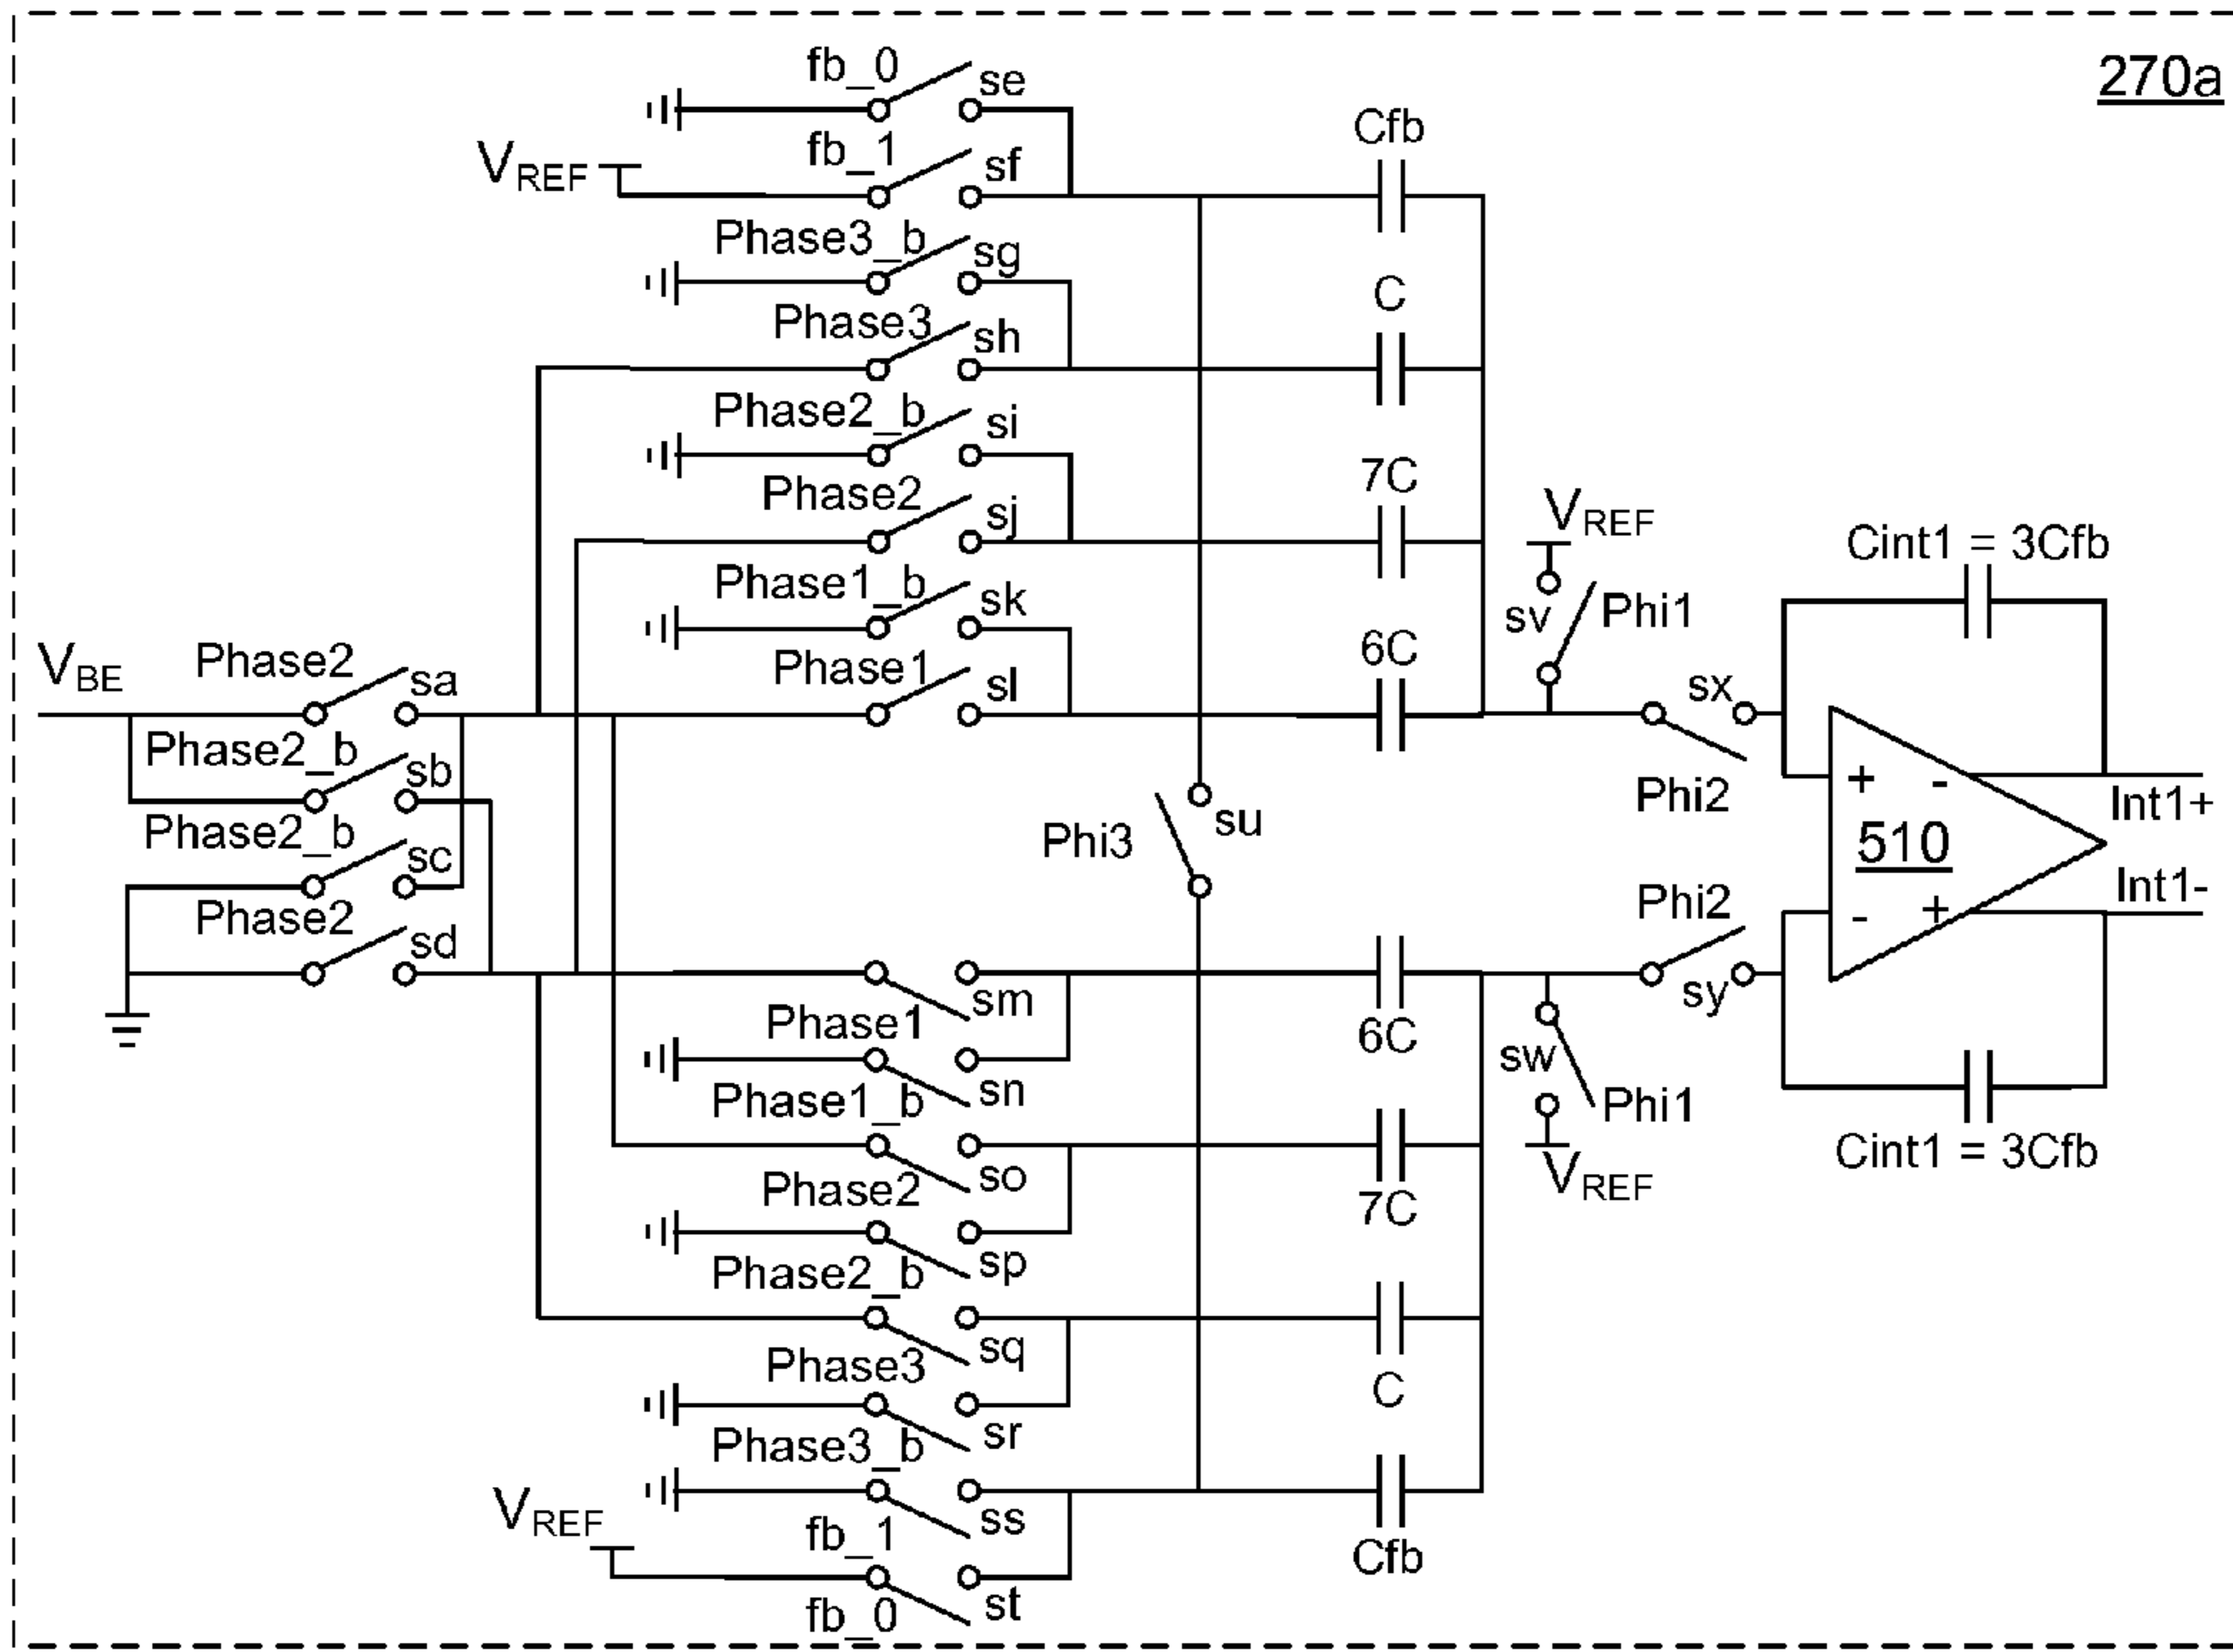 270a
fb_0
se
Cfb
fb_1
sf
VREF
Phase3_b
sg
C
Phase3
sh
Phase2_b
si
7C
Phase2
sj
VREF
Cint1 = 3Cfb
Phase1_b
sk
sv
Phi1
6C
VBE
Phase2
sa
Phase1
sl
sx
Phase2_b
sb
+
-
Phi2
Int1+
Phase2_b
sc
Phi3
su
510
Phase2
sd
Phi2
-
+
Int1-
sm
sy
Phase1
6C
sw
Phi1
sn
Phase1_b
Cint1 = 3Cfb
so
VREF
Phase2
7C
sp
Phase2_b
sq
Phase3
C
sr
Phase3_b
VREF
ss
fb_1
Cfb
st
fb_0